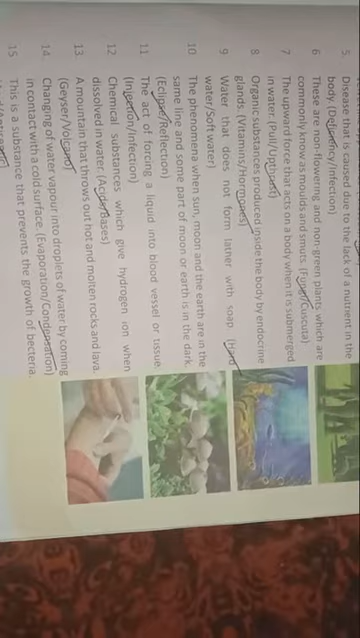 5. Disease that is caused due to the lack of a nutrient in the
body. (Deficiency/Infection)
6 These are non-flowering and non-green plants which are
commonly know as moulds and smuts. (Fungi/Cuscuta)
7 The upward force that acts on a body when it is submerged
in water. (Pull/Upthrust)
8 Organic substances produced inside the body by endocrine
glands. (Vitamins/Hormones)
9 Water that does not form lather with soap. (Hard
water/Soft water)
10 The phenomena when sun, moon and the earth are in the
same line and some part of moon or earth is in the dark.
(Eclipse/Reflection)
11 The act of forcing a liquid into blood vessel or tissue.
(Injection/Infection)
12 Chemical substances which give hydrogen ion when
dissolved in water. (Acids/Bases)
13 A mountain that throws out hot and molten rocks and lava.
(Geyser/Volcano)
14 Changing of water vapour into droplets of water by coming
in contact with a cold surface. (Evaporation/Condensation)
15 This is a substance that prevents the growth of becteria.